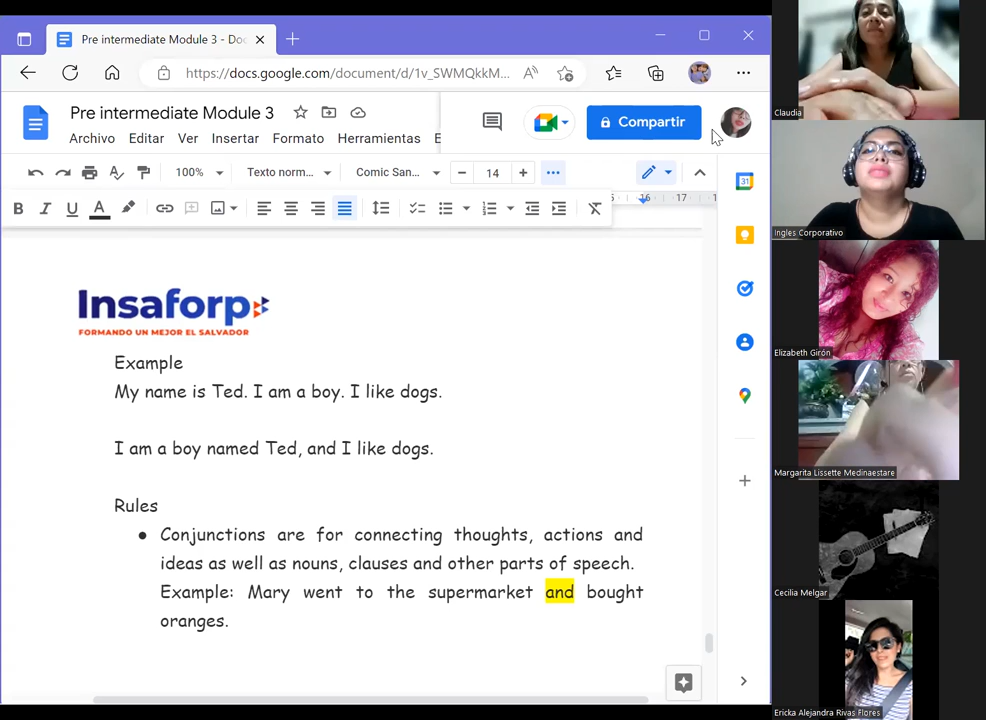 Pre intermediate Module 3 - Doc
https://docs.google.com/document/d/1v_SWMQkkM...
Pre intermediate Module 3
Archivo Editar Ver Insertar Formato Herramientas E
Compartir
100% Texto norm... Comic San... 14
16 17 1
31
Insaforp
FORMANDO UN MEJOR EL SALVADOR
Example
My name is Ted. I am a boy. I like dogs.
I am a boy named Ted, and I like dogs.
Rules
● Conjunctions are for connecting thoughts, actions and
ideas as well as nouns, clauses and other parts of speech.
Example: Mary went to the supermarket and bought
oranges.
Claudia
Ingles Corporativo
Elizabeth Girón
Margarita Lissette Medinaestare
Cecilia Melgar
Ericka Alejandra Rivas Flores